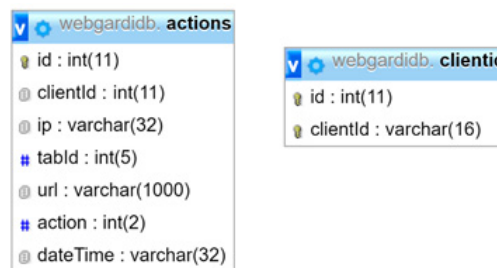 webgardidb. actions
id : int(11)
clientId : int(11)
ip : varchar(32)
tabId : int(5)
url : varchar(1000)
action : int(2)
dateTime : varchar(32)
webgardidb.
id : int(11)
clientId : varchar(16)